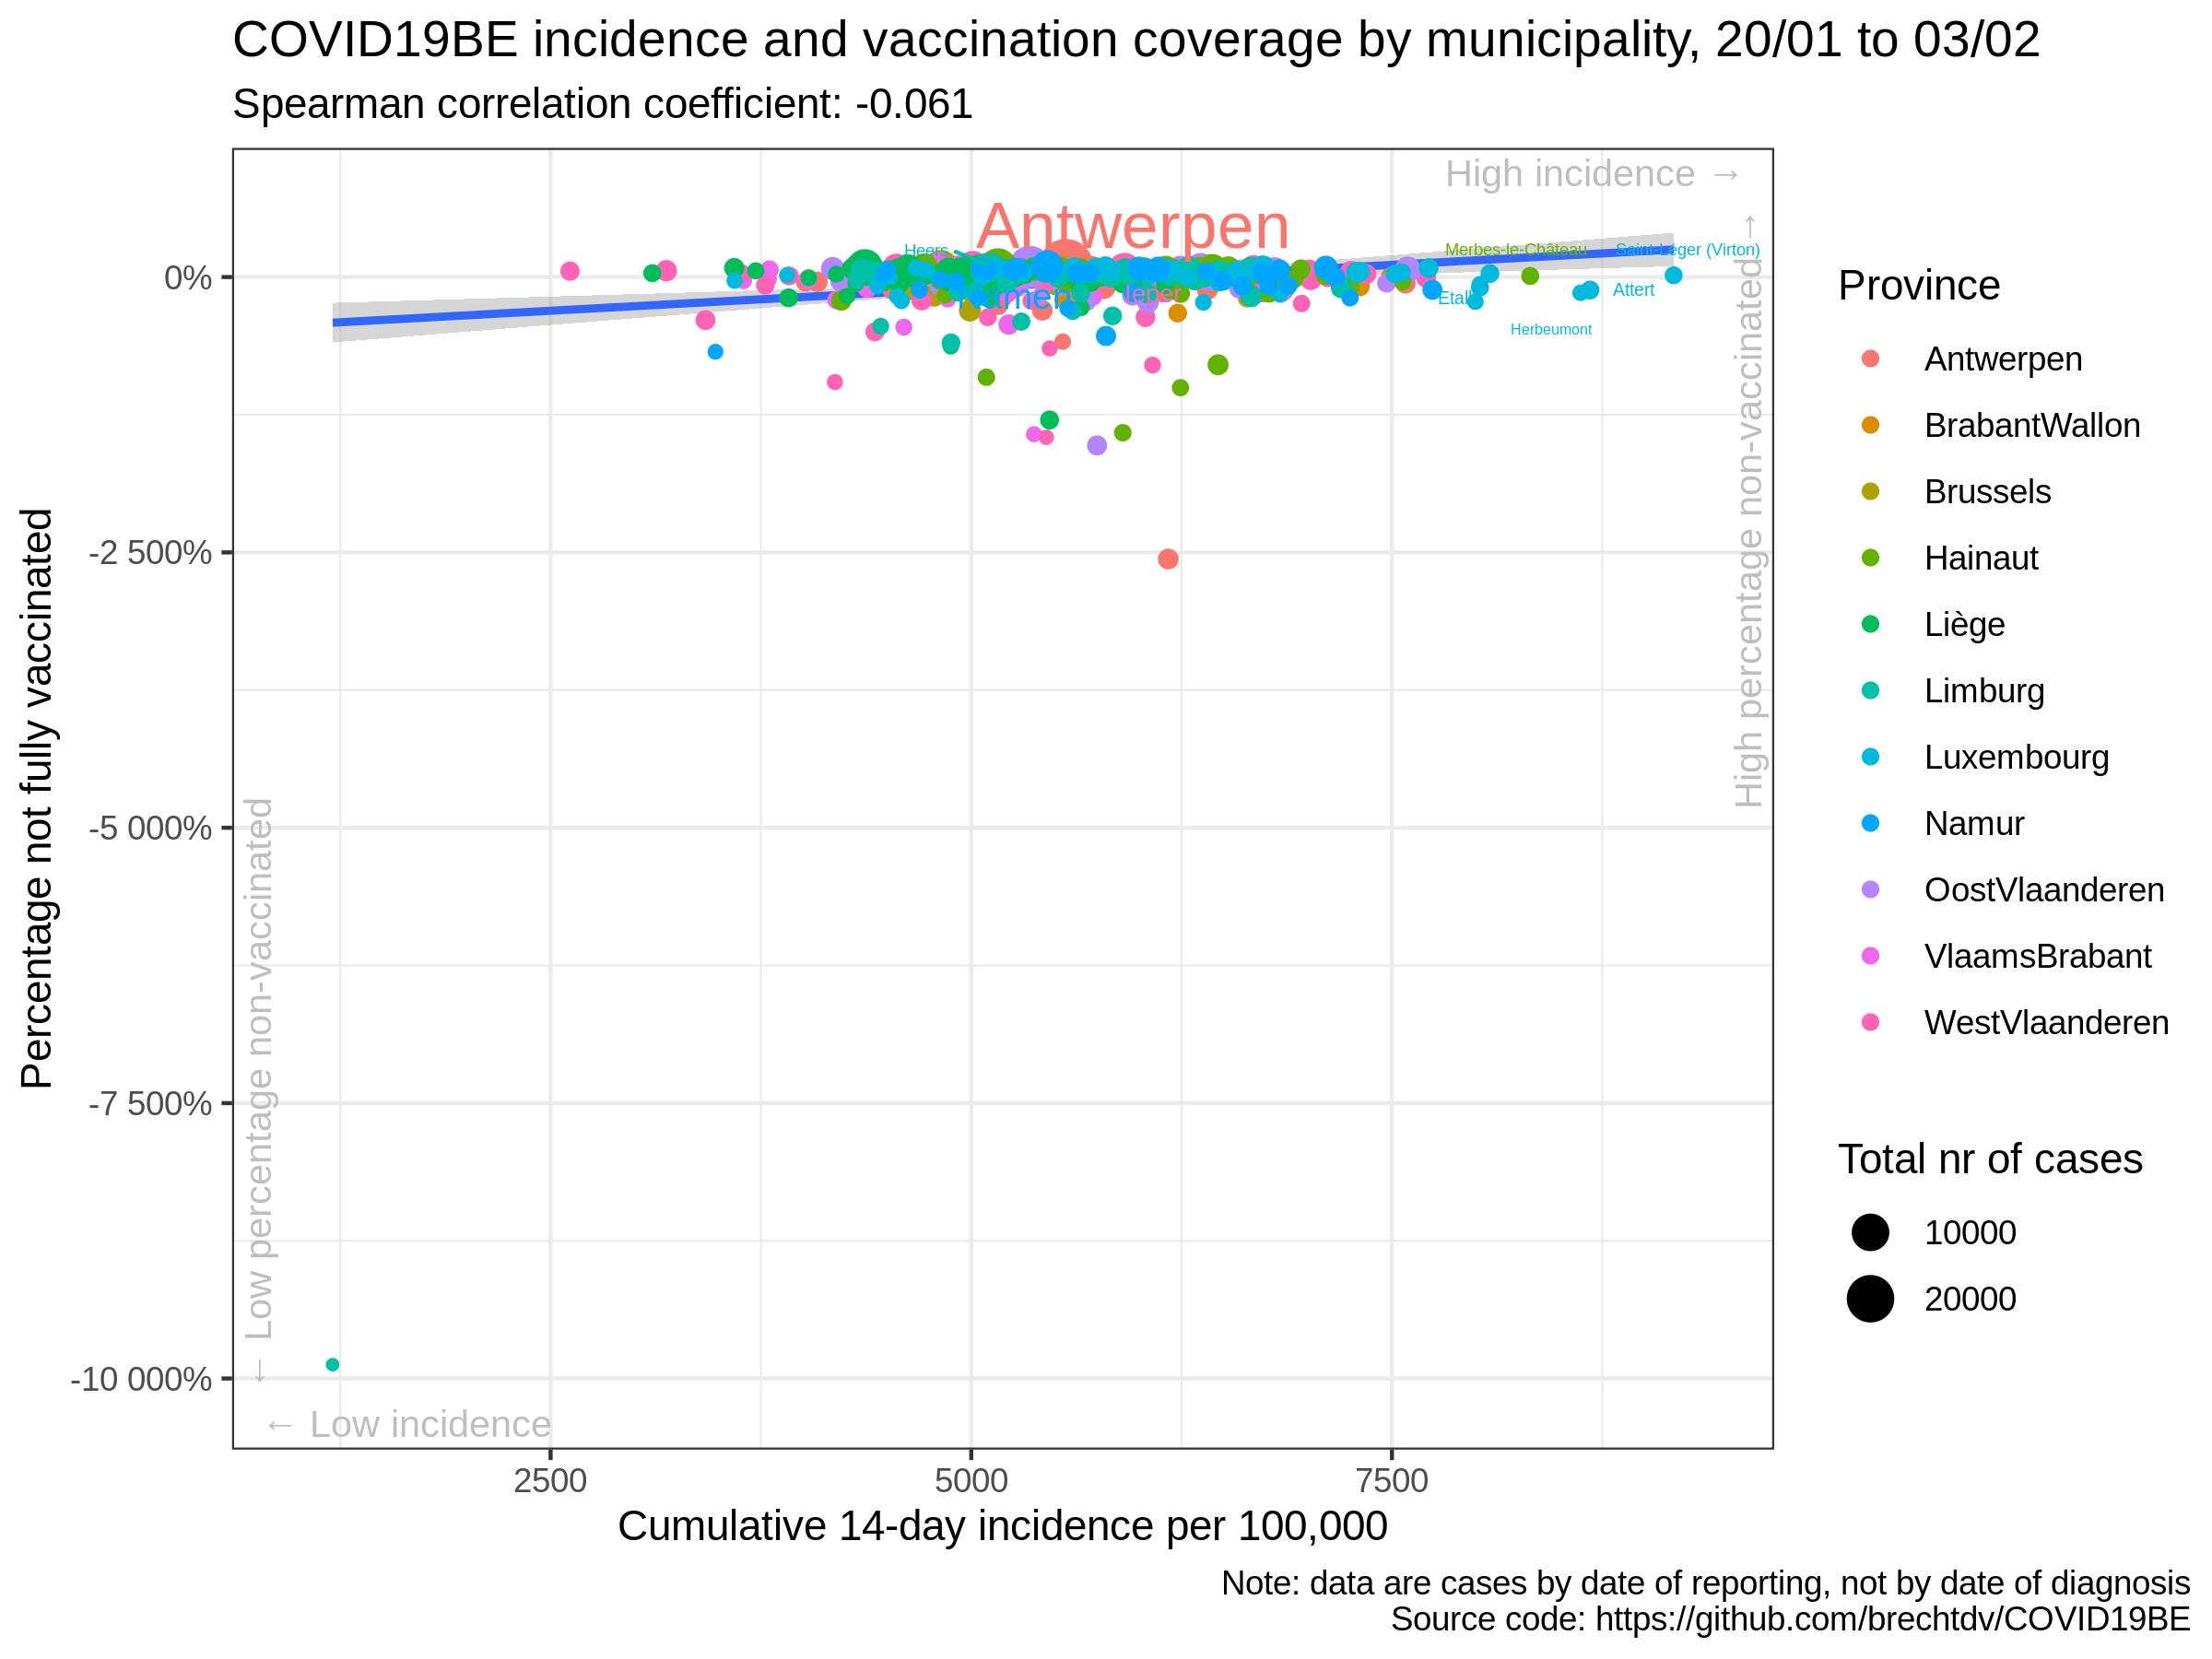 COVID19BE incidence and vaccination coverage by municipality, 20/01 to 03/02
Spearman correlation coefficient: -0.061
High incidence →
High percentage non-vaccinated →
Antwerpen
Heers
Merbes-le-Château
Saint-Léger (Virton)
Namen
Ieper
Etalle
Attert
Herbeumont
← Low percentage non-vaccinated
← Low incidence
Percentage not fully vaccinated
0%
-2 500%
-5 000%
-7 500%
-10 000%
2500
5000
7500
Cumulative 14-day incidence per 100,000
Province
Antwerpen
BrabantWallon
Brussels
Hainaut
Liège
Limburg
Luxembourg
Namur
OostVlaanderen
VlaamsBrabant
WestVlaanderen
Total nr of cases
10000
20000
Note: data are cases by date of reporting, not by date of diagnosis
Source code: https://github.com/brechtdv/COVID19BE